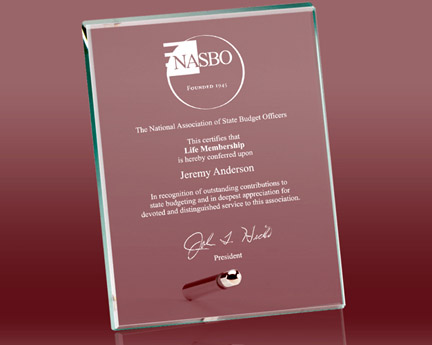 NASBO
FOUNDED 1945
The National Association of State Budget Officers
This certifies that
Life Membership
is hereby conferred upon
Jeremy Anderson
In recognition of outstanding contributions to
state budgeting and in deepest appreciation for
devoted and distinguished service to this association.
John T. Hicks
President